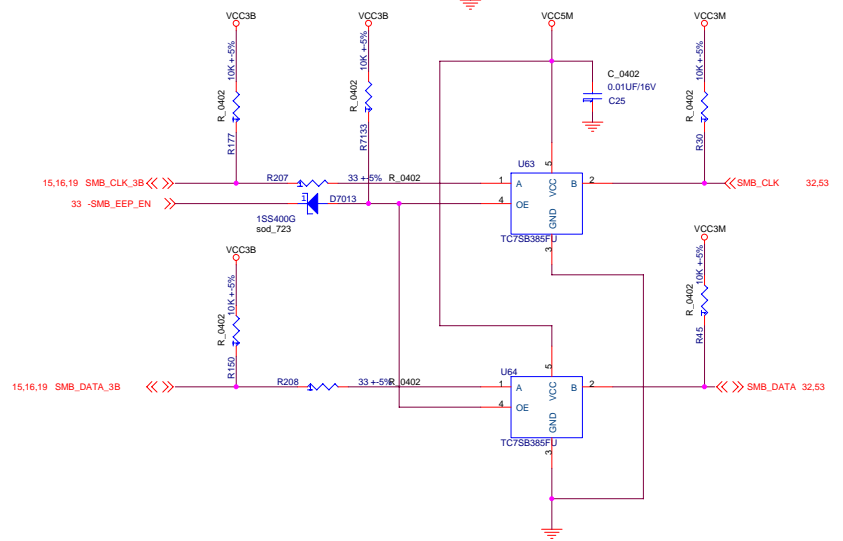 VCC3B
VCC3B
VCC5M
VCC3M
10K +-5%
R_0402
R177
10K +-5%
R_0402
R7133
C_0402
0.01UF/16V
C25
10K +-5%
R_0402
R30
15,16,19 SMB_CLK_3B
R207
1
33 +-5%
R_0402
U63
1
A
VCC
5
B
2
SMB_CLK 32,53
33 -SMB_EEP_EN
1
D7013
1SS400G
sod_723
4
OE
GND
3
TC7SB385FU
VCC3B
VCC3M
10K +-5%
R_0402
R150
10K +-5%
R_0402
R45
15,16,19 SMB_DATA_3B
R208
1
33 +-5%
R_0402
U64
1
A
VCC
5
B
2
SMB_DATA 32,53
4
OE
GND
3
TC7SB385FU